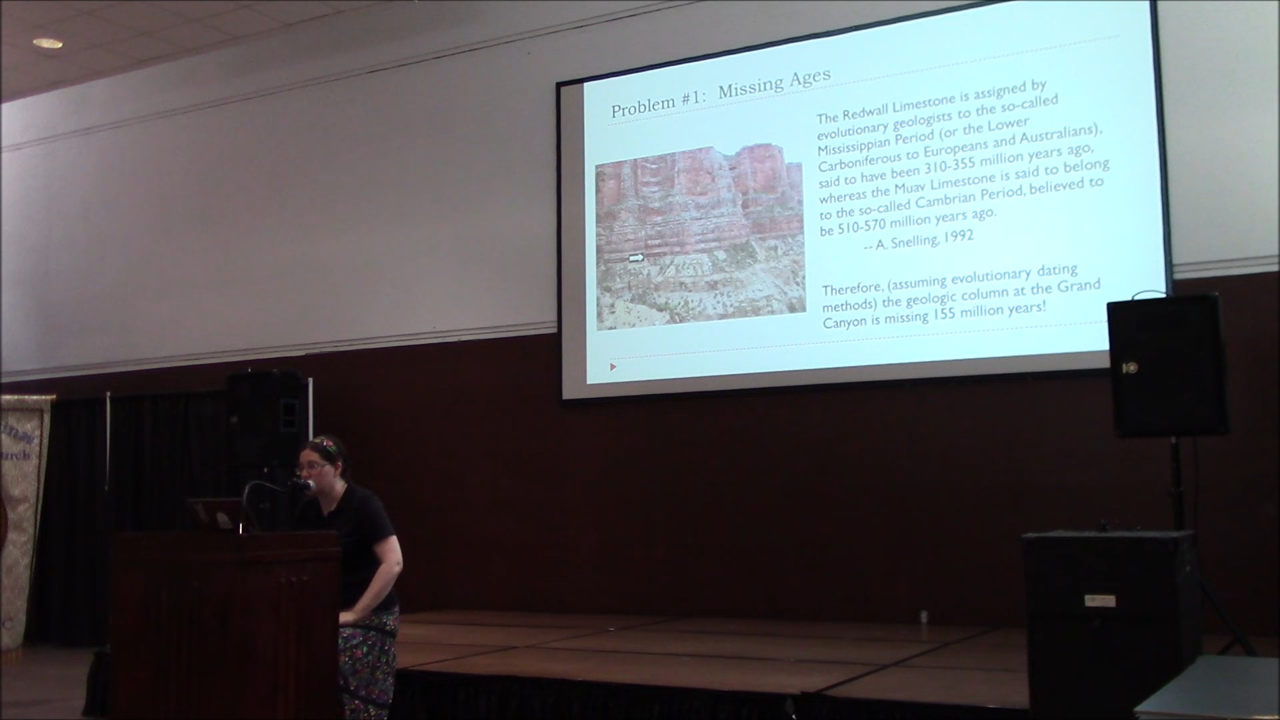 Problem #1: Missing Ages
The Redwall Limestone is assigned by
evolutionary geologists to the so-called
Mississippian Period (or the Lower
Carboniferous to Europeans and Australians),
said to have been 310-355 million years ago,
whereas the Muav Limestone is said to belong
to the so-called Cambrian Period, believed to
be 510-570 million years ago.
-- A. Snelling, 1992
Therefore, (assuming evolutionary dating
methods) the geologic column at the Grand
Canyon is missing 155 million years!